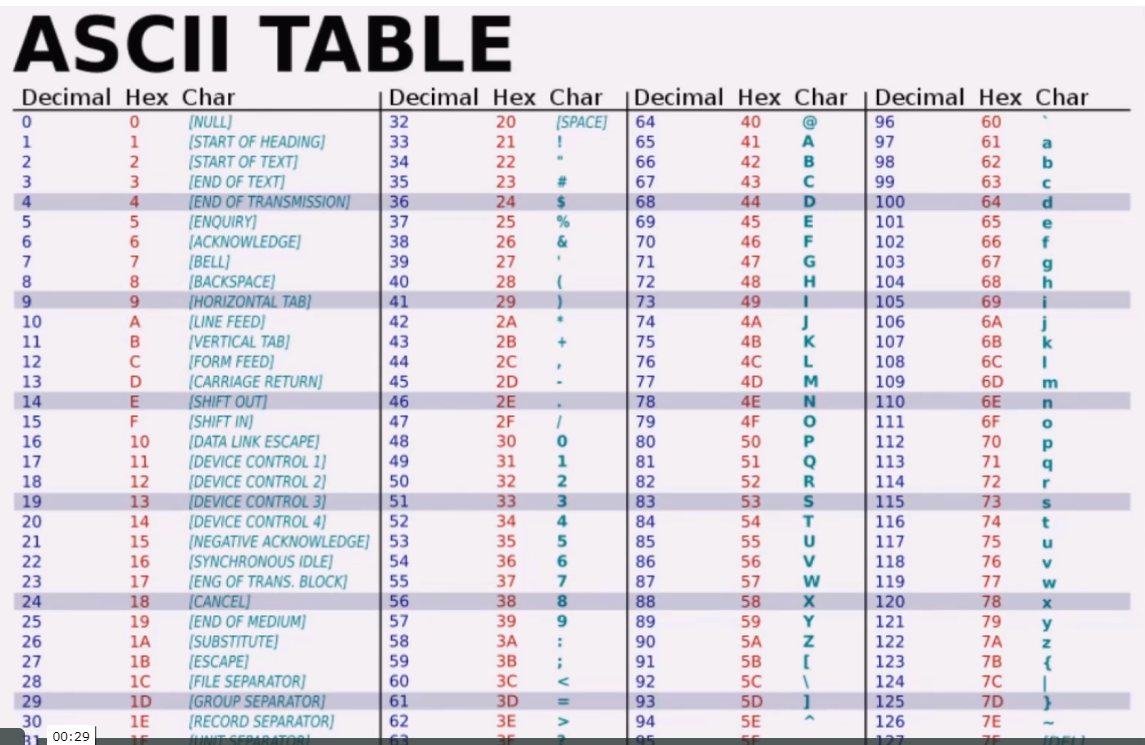 ASCII TABLE
Decimal Hex Char Decimal Hex Char Decimal Hex Char Decimal Hex Char
0 0 [NULL] 32 20 [SPACE] 64 40 @ 96 60 `
1 1 [START OF HEADING] 33 21 ! 65 41 A 97 61 a
2 2 [START OF TEXT] 34 22 " 66 42 B 98 62 b
3 3 [END OF TEXT] 35 23 # 67 43 C 99 63 c
4 4 [END OF TRANSMISSION] 36 24 $ 68 44 D 100 64 d
5 5 [ENQUIRY] 37 25 % 69 45 E 101 65 e
6 6 [ACKNOWLEDGE] 38 26 & 70 46 F 102 66 f
7 7 [BELL] 39 27 ' 71 47 G 103 67 g
8 8 [BACKSPACE] 40 28 ( 72 48 H 104 68 h
9 9 [HORIZONTAL TAB] 41 29 ) 73 49 I 105 69 i
10 A [LINE FEED] 42 2A * 74 4A J 106 6A j
11 B [VERTICAL TAB] 43 2B + 75 4B K 107 6B k
12 C [FORM FEED] 44 2C , 76 4C L 108 6C l
13 D [CARRIAGE RETURN] 45 2D - 77 4D M 109 6D m
14 E [SHIFT OUT] 46 2E . 78 4E N 110 6E n
15 F [SHIFT IN] 47 2F / 79 4F O 111 6F o
16 10 [DATA LINK ESCAPE] 48 30 0 80 50 P 112 70 p
17 11 [DEVICE CONTROL 1] 49 31 1 81 51 Q 113 71 q
18 12 [DEVICE CONTROL 2] 50 32 2 82 52 R 114 72 r
19 13 [DEVICE CONTROL 3] 51 33 3 83 53 S 115 73 s
20 14 [DEVICE CONTROL 4] 52 34 4 84 54 T 116 74 t
21 15 [NEGATIVE ACKNOWLEDGE] 53 35 5 85 55 U 117 75 u
22 16 [SYNCHRONOUS IDLE] 54 36 6 86 56 V 118 76 v
23 17 [ENG OF TRANS. BLOCK] 55 37 7 87 57 W 119 77 w
24 18 [CANCEL] 56 38 8 88 58 X 120 78 x
25 19 [END OF MEDIUM] 57 39 9 89 59 Y 121 79 y
26 1A [SUBSTITUTE] 58 3A : 90 5A Z 122 7A z
27 1B [ESCAPE] 59 3B ; 91 5B [ 123 7B {
28 1C [FILE SEPARATOR] 60 3C < 92 5C \ 124 7C |
29 1D [GROUP SEPARATOR] 61 3D = 93 5D ] 125 7D }
30 1E [RECORD SEPARATOR] 62 3E > 94 5E ^ 126 7E ~
00:29